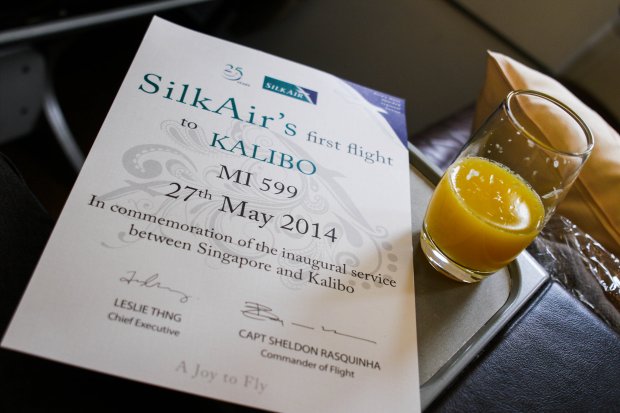 25
SILKAIR
SilkAir's first flight
to KALIBO
MI 599
27th May 2014
In commemoration of the inaugural service
between Singapore and Kalibo
LESLIE THNG
Chief Executive
CAPT SHELDON RASQUINHA
Commander of Flight
A Joy to Fly